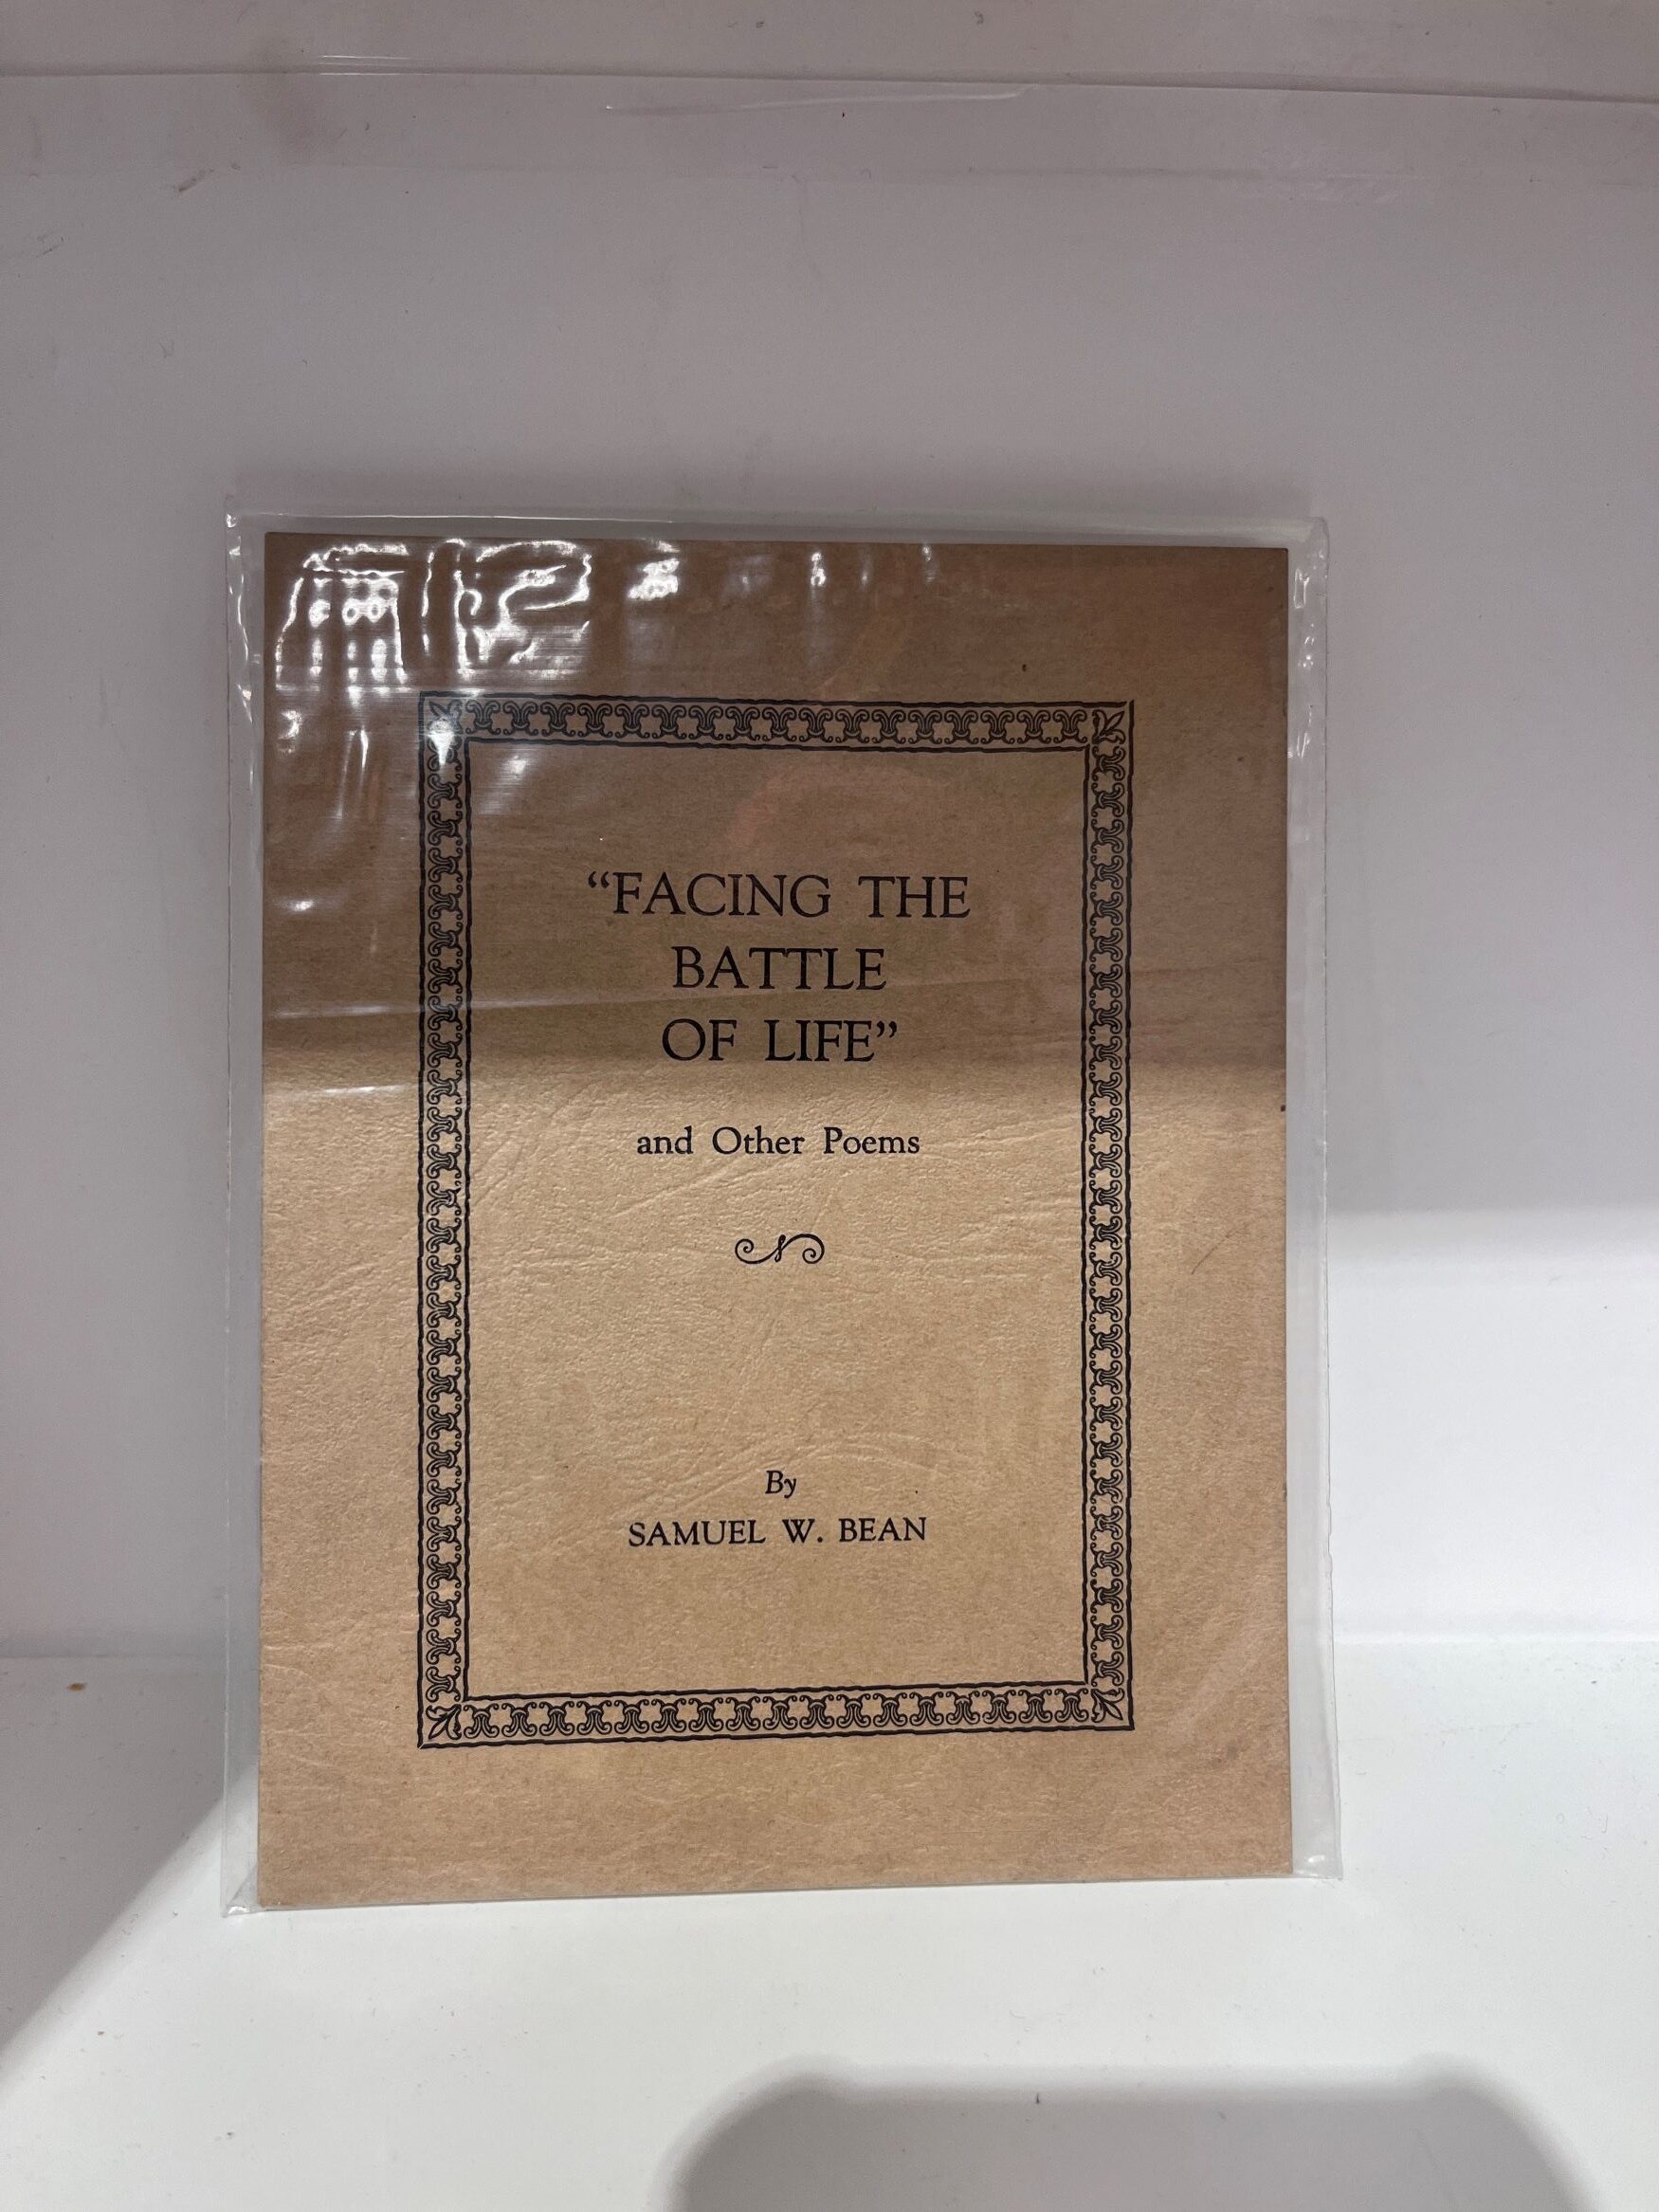 “FACING THE
BATTLE
OF LIFE”
and Other Poems
By
SAMUEL W. BEAN